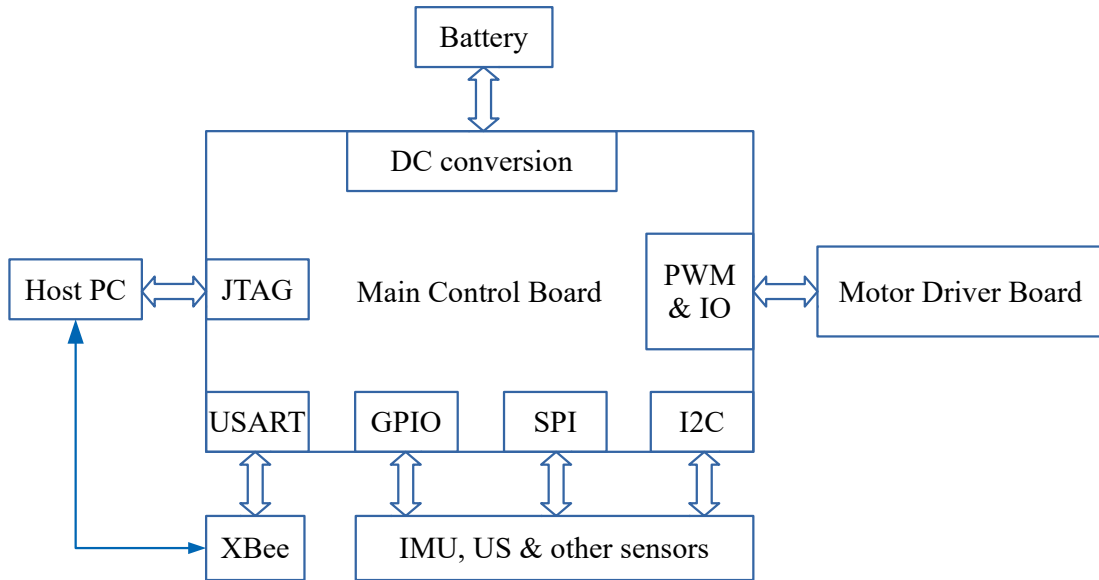 Battery
DC conversion
Host PC
JTAG
Main Control Board
PWM
& IO
Motor Driver Board
USART
GPIO
SPI
I2C
XBee
IMU, US & other sensors